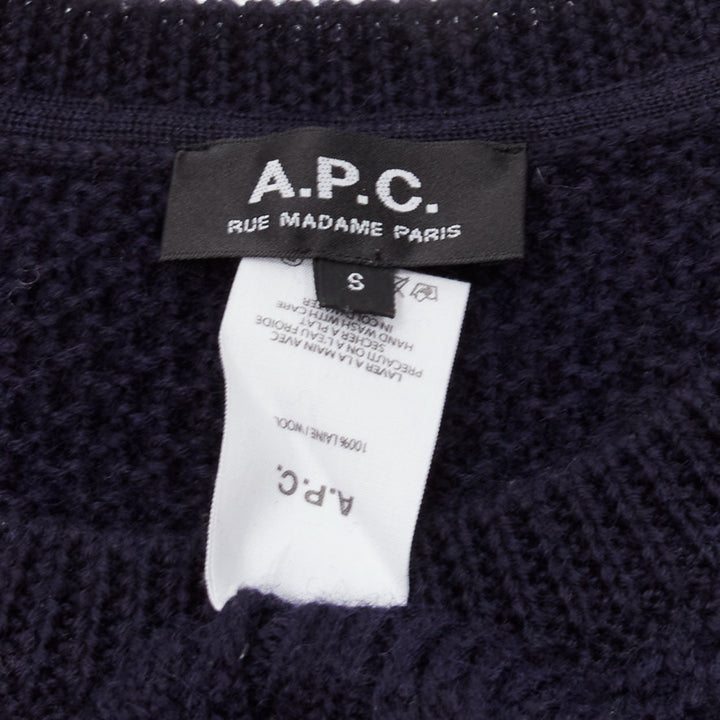 A.P.C.
RUE MADAME PARIS
S
A.P.C.
100% LAINE / WOOL
LAVER A LA MAIN AVEC
PRECAUTION A L'EAU FROIDE
SECHER A PLAT
HAND WASH WITH CARE
IN COLD WATER